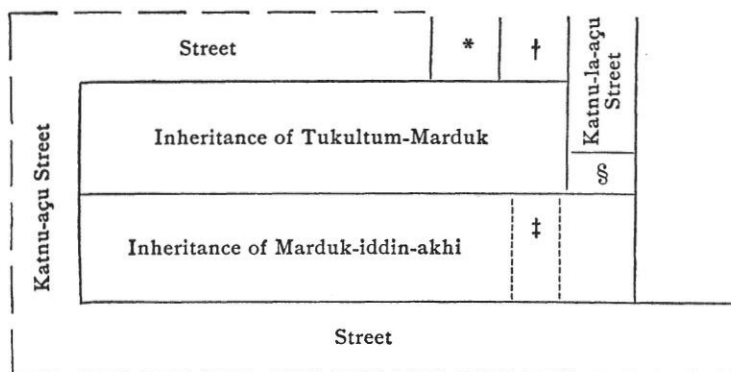 Street
*
†
Katnu-la-açu
Street
Inheritance of Tukultum-Marduk
§
Katnu-açu Street
Inheritance of Marduk-iddin-akhi
‡
Street